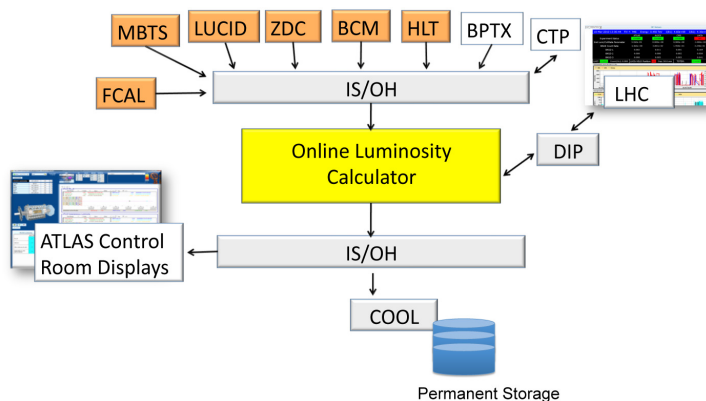 MBTS
LUCID
ZDC
BCM
HLT
BPTX
CTP
FCAL
IS/OH
LHC
Online Luminosity
Calculator
DIP
ATLAS Control
Room Displays
IS/OH
COOL
Permanent Storage